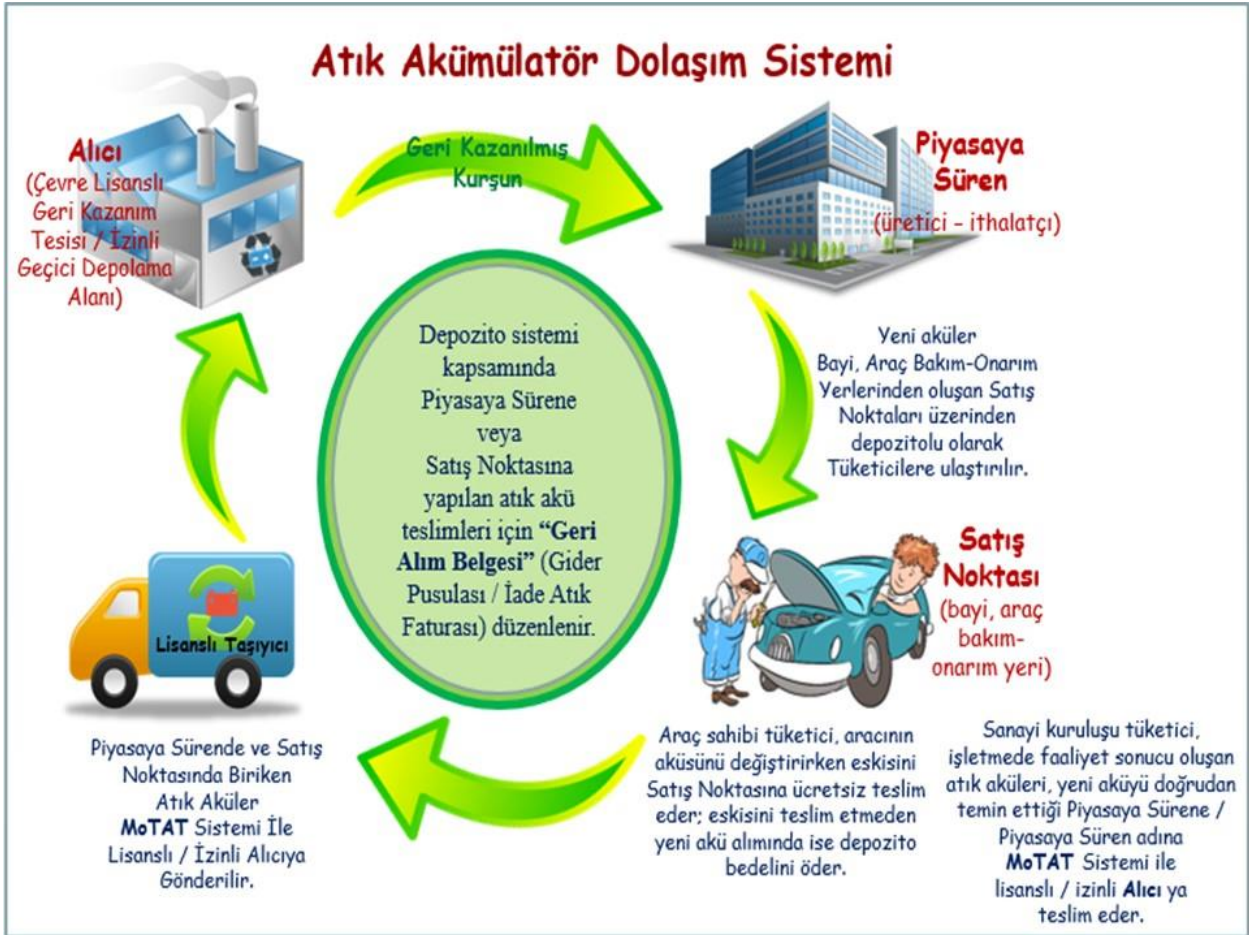 Atık Akümülatör Dolaşım Sistemi
Alıcı
(Çevre Lisanslı
Geri Kazanım
Tesisi / İzinli
Geçici Depolama
Alanı)
Geri Kazanılmış
Kurşun
Piyasaya
Süren
(üretici – ithalatçı)
Yeni aküler
Bayi, Araç Bakım-Onarım
Yerlerinden oluşan Satış
Noktaları üzerinden
depozitolu olarak
Tüketicilere ulaştırılır.
Depozito sistemi
kapsamında
Piyasaya Sürene
veya
Satış Noktasına
yapılan atık akü
teslimleri için “Geri
Alım Belgesi” (Gider
Pusulası / İade Atık
Faturası) düzenlenir.
Satış
Noktası
(bayi, araç
bakım-
onarım yeri)
Lisanslı Taşıyıcı
Piyasaya Sürende ve Satış
Noktasında Biriken
Atık Aküler
MoTAT Sistemi İle
Lisanslı / İzinli Alıcıya
Gönderilir.
Araç sahibi tüketici, aracının
aküsünü değiştirirken eskisini
Satış Noktasına ücretsiz teslim
eder; eskisini teslim etmeden
yeni akü alımında ise depozito
bedelini öder.
Sanayi kuruluşu tüketici,
işletmede faaliyet sonucu oluşan
atık aküleri, yeni aküyü doğrudan
temin ettiği Piyasaya Sürene /
Piyasaya Süren adına
MoTAT Sistemi ile
lisanslı / izinli Alıcı ya
teslim eder.